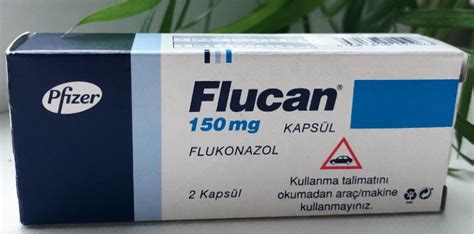 Pfizer
Flucan®
150 mg KAPSÜL
FLUKONAZOL
2 Kapsül
Kullanma talimatını
okumadan araç/makine
kullanmayınız.